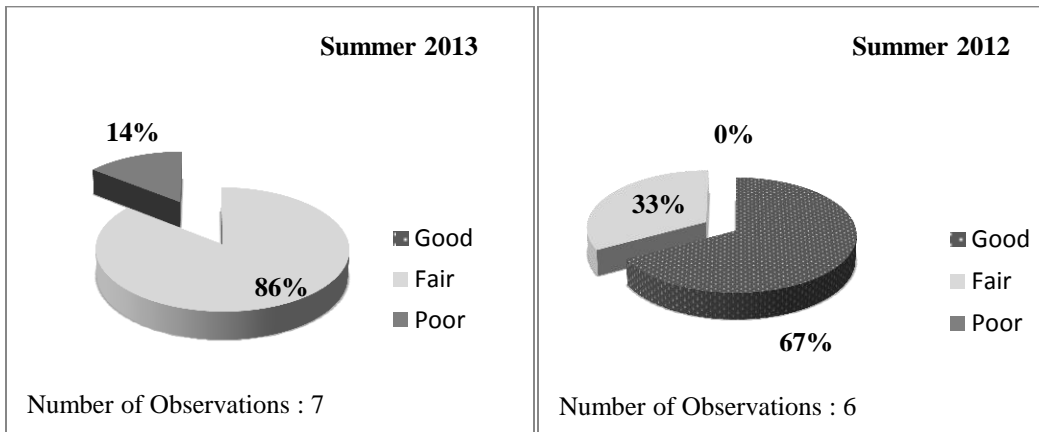 Summer 2013
14%
86%
Good
Fair
Poor
Number of Observations : 7
Summer 2012
0%
33%
67%
Good
Fair
Poor
Number of Observations : 6